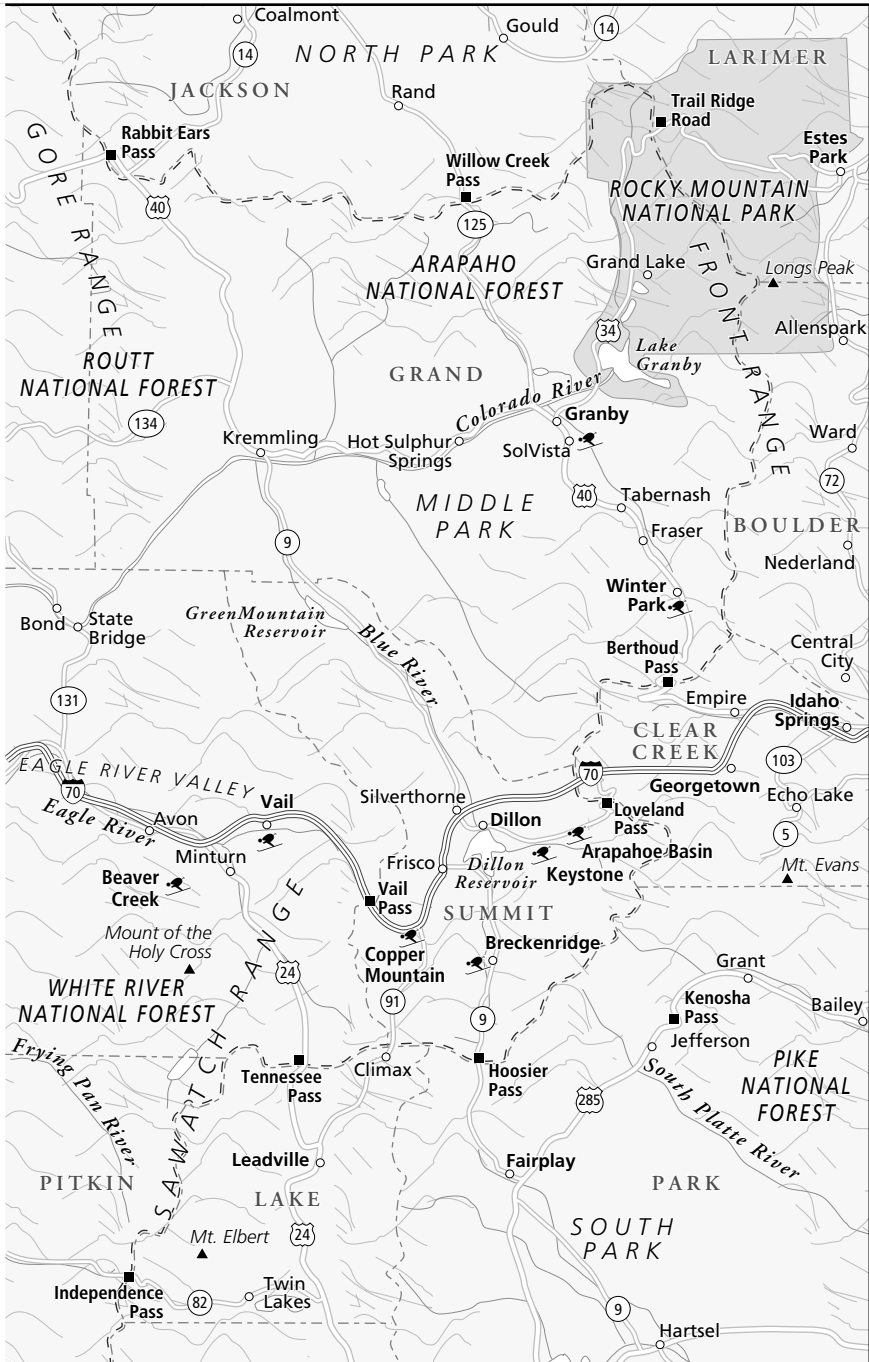 Coalmont
Gould
14
14
NORTH PARK
LARIMER
JACKSON
Rand
Trail Ridge
Road
Rabbit Ears
Pass
Estes
Park
GORE RANGE
Willow Creek
Pass
ROCKY MOUNTAIN
NATIONAL PARK
40
125
ARAPAHO
NATIONAL FOREST
Grand Lake
FRONT RANGE
Longs Peak
34
Allenspark
Lake
Granby
ROUTT
NATIONAL FOREST
GRAND
Colorado River
134
Granby
Kremmling
Hot Sulphur
Springs
SolVista
Ward
72
MIDDLE
PARK
40
Tabernash
BOULDER
Fraser
9
Nederland
Winter
Park
GreenMountain
Reservoir
Bond
State
Bridge
Blue River
Berthoud
Pass
Central
City
131
Empire
Idaho
Springs
CLEAR
CREEK
EAGLE RIVER VALLEY
70
70
103
Georgetown
Eagle River
Avon
Vail
Silverthorne
Dillon
Loveland
Pass
Echo Lake
5
Minturn
Frisco
Dillon
Reservoir
Arapahoe Basin
Keystone
Mt. Evans
Beaver
Creek
Vail
Pass
SUMMIT
Mount of the
Holy Cross
SAWATCH RANGE
Copper
Mountain
Breckenridge
24
Grant
WHITE RIVER
NATIONAL FOREST
91
9
Kenosha
Pass
Bailey
Jefferson
Frying Pan River
Tennessee
Pass
Climax
Hoosier
Pass
PIKE
NATIONAL
FOREST
285
South Platte River
Leadville
Fairplay
PITKIN
LAKE
PARK
Mt. Elbert
24
SOUTH
PARK
Independence
Pass
82
Twin
Lakes
9
Hartsel